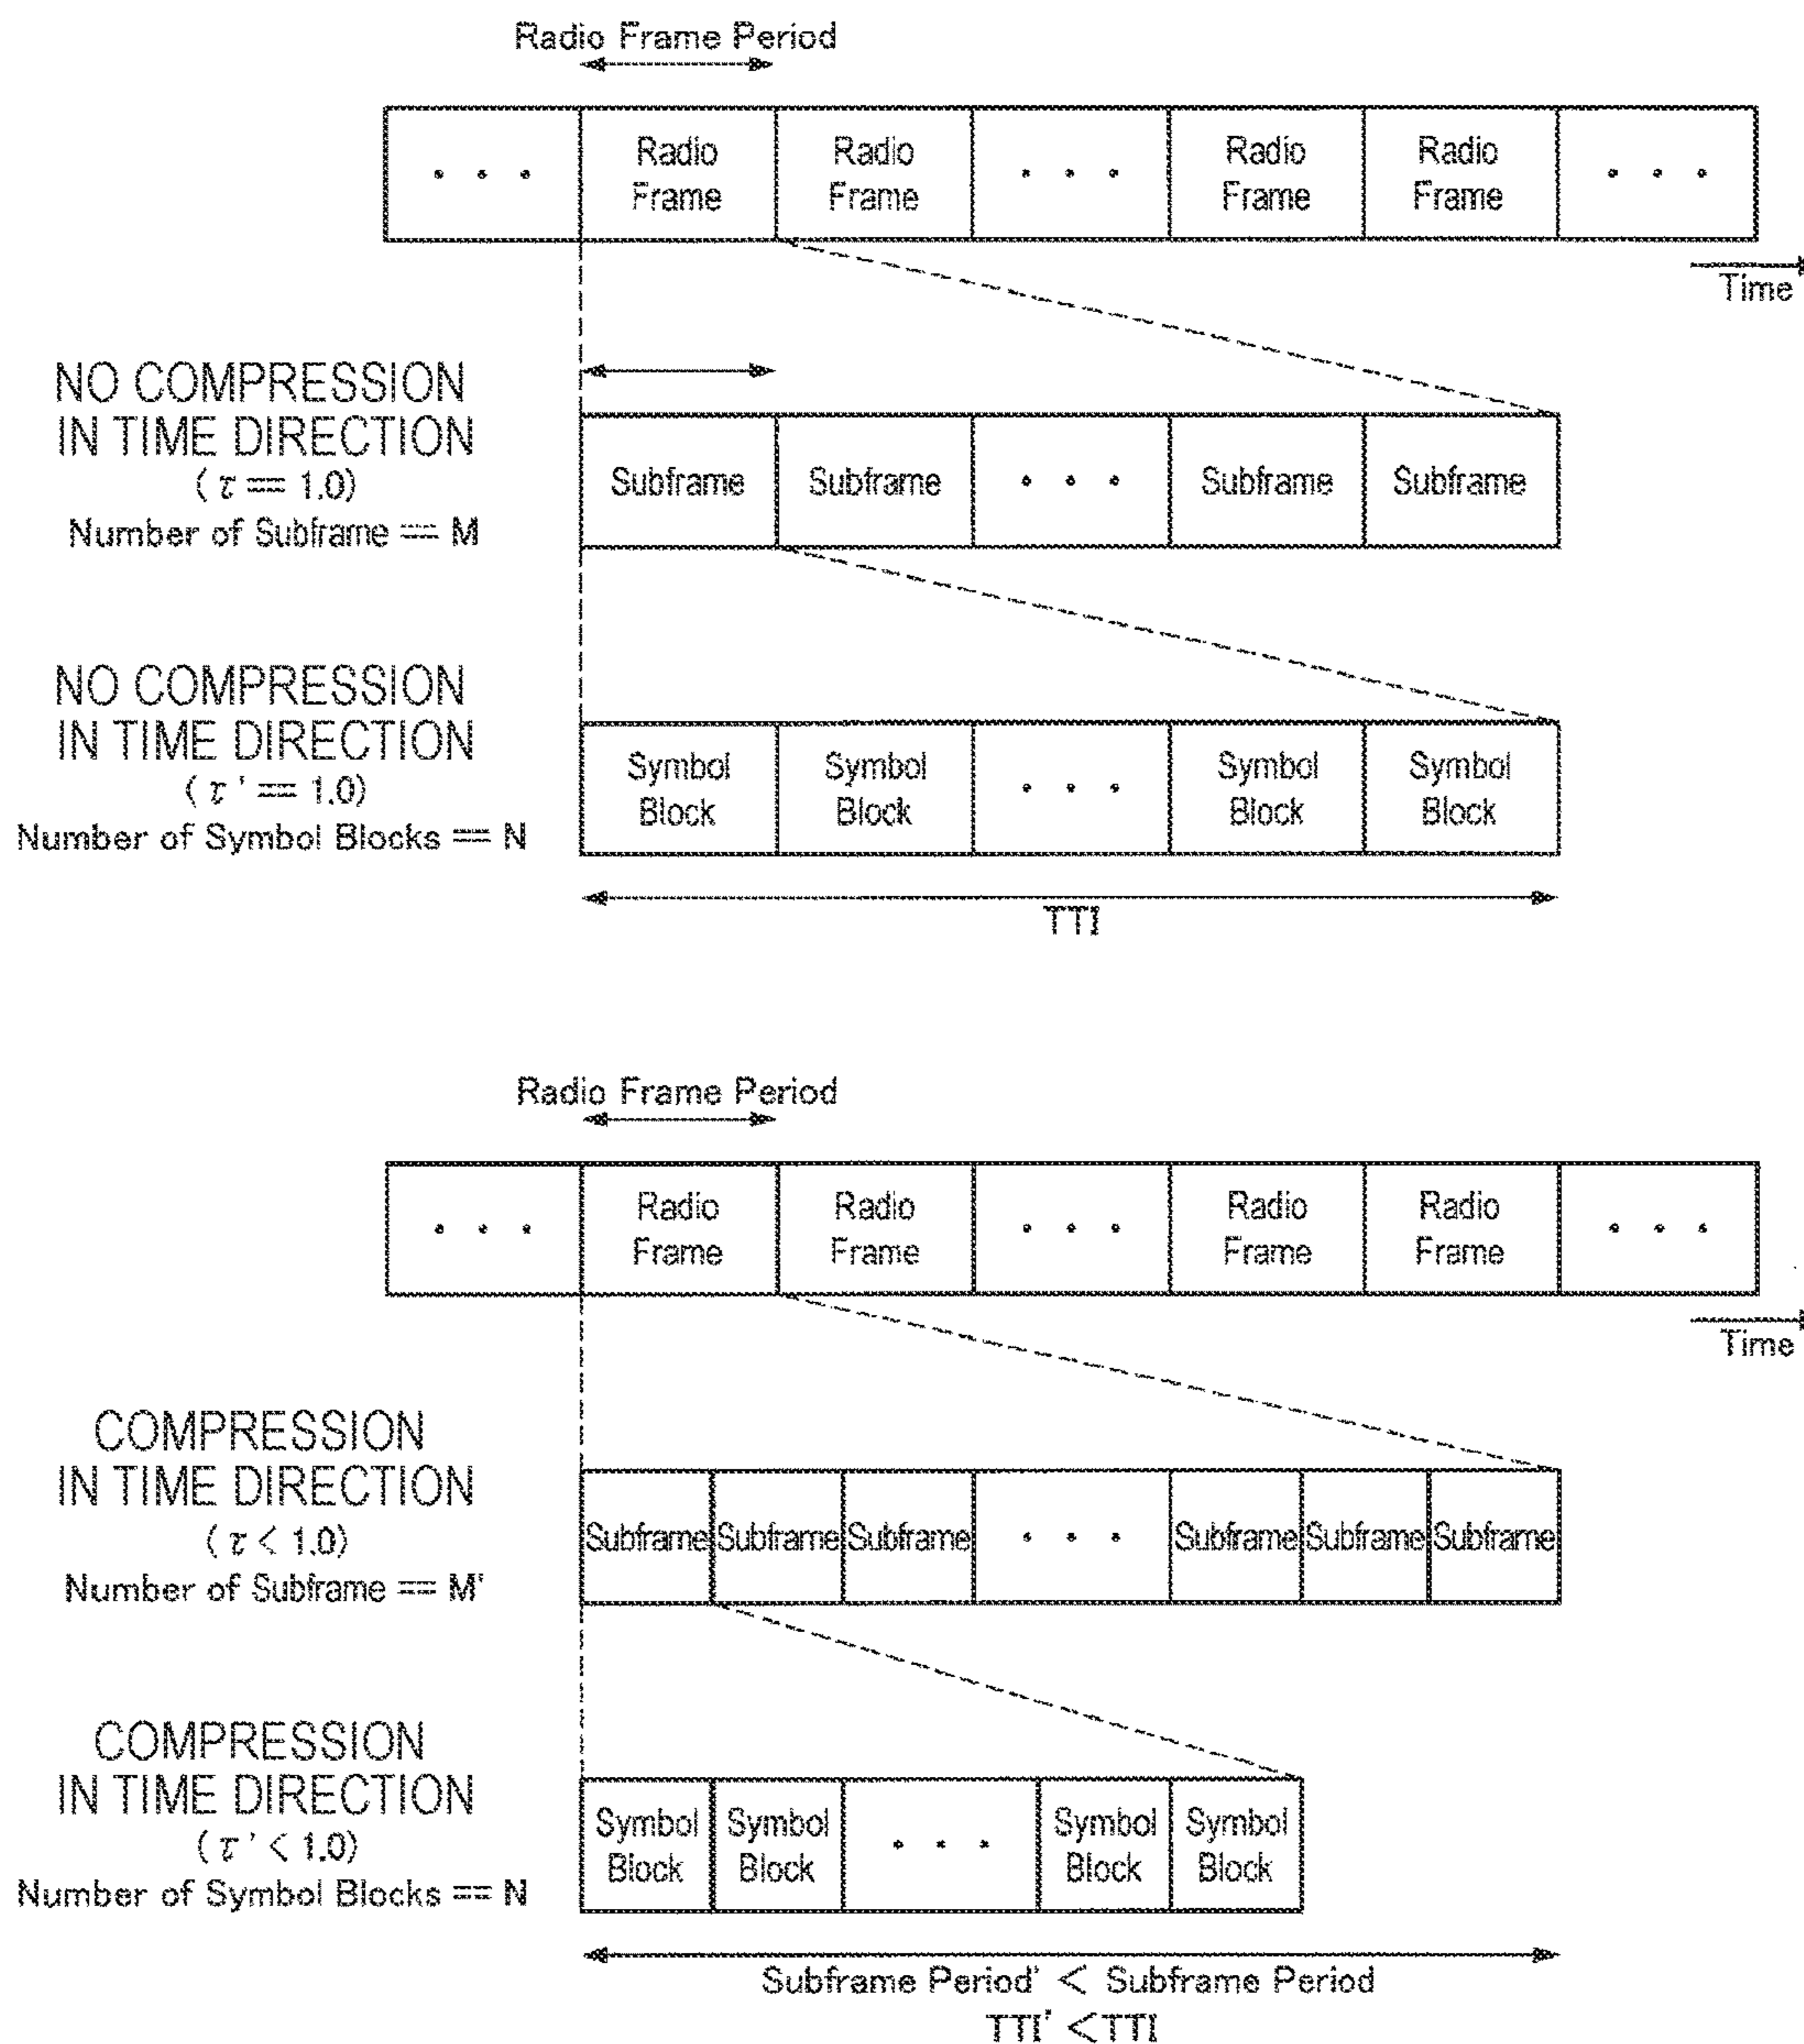 Radio Frame Period
. . . Radio Frame Radio Frame . . . Radio Frame Radio Frame . . .
Time
NO COMPRESSION
IN TIME DIRECTION
( τ == 1.0)
Number of Subframe == M
Subframe Subframe . . . Subframe Subframe
NO COMPRESSION
IN TIME DIRECTION
( τ ' == 1.0)
Number of Symbol Blocks == N
Symbol Block Symbol Block . . . Symbol Block Symbol Block
TTI
Radio Frame Period
. . . Radio Frame Radio Frame . . . Radio Frame Radio Frame . . .
Time
COMPRESSION
IN TIME DIRECTION
( τ < 1.0)
Number of Subframe == M'
Subframe Subframe Subframe . . . Subframe Subframe Subframe
COMPRESSION
IN TIME DIRECTION
( τ ' < 1.0)
Number of Symbol Blocks == N
Symbol Block Symbol Block . . . Symbol Block Symbol Block
Subframe Period' < Subframe Period
TTI' < TTI